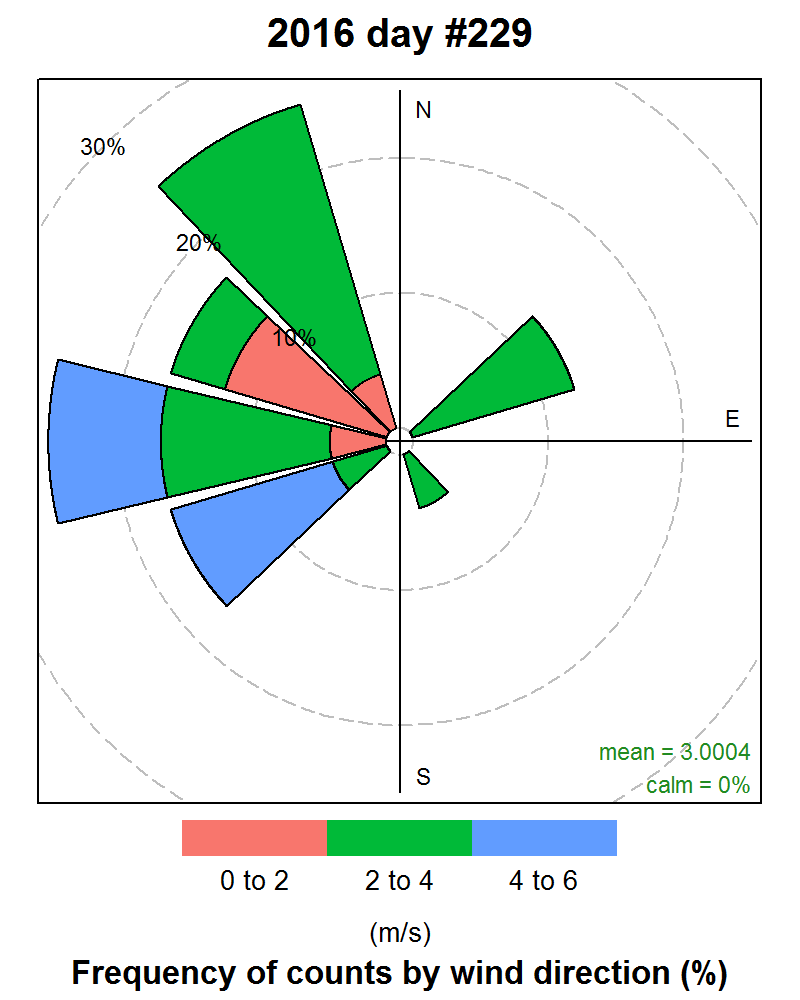 2016 day #229
N
30%
20%
10%
E
S
mean = 3.0004
calm = 0%
0 to 2 2 to 4 4 to 6
(m/s)
Frequency of counts by wind direction (%)